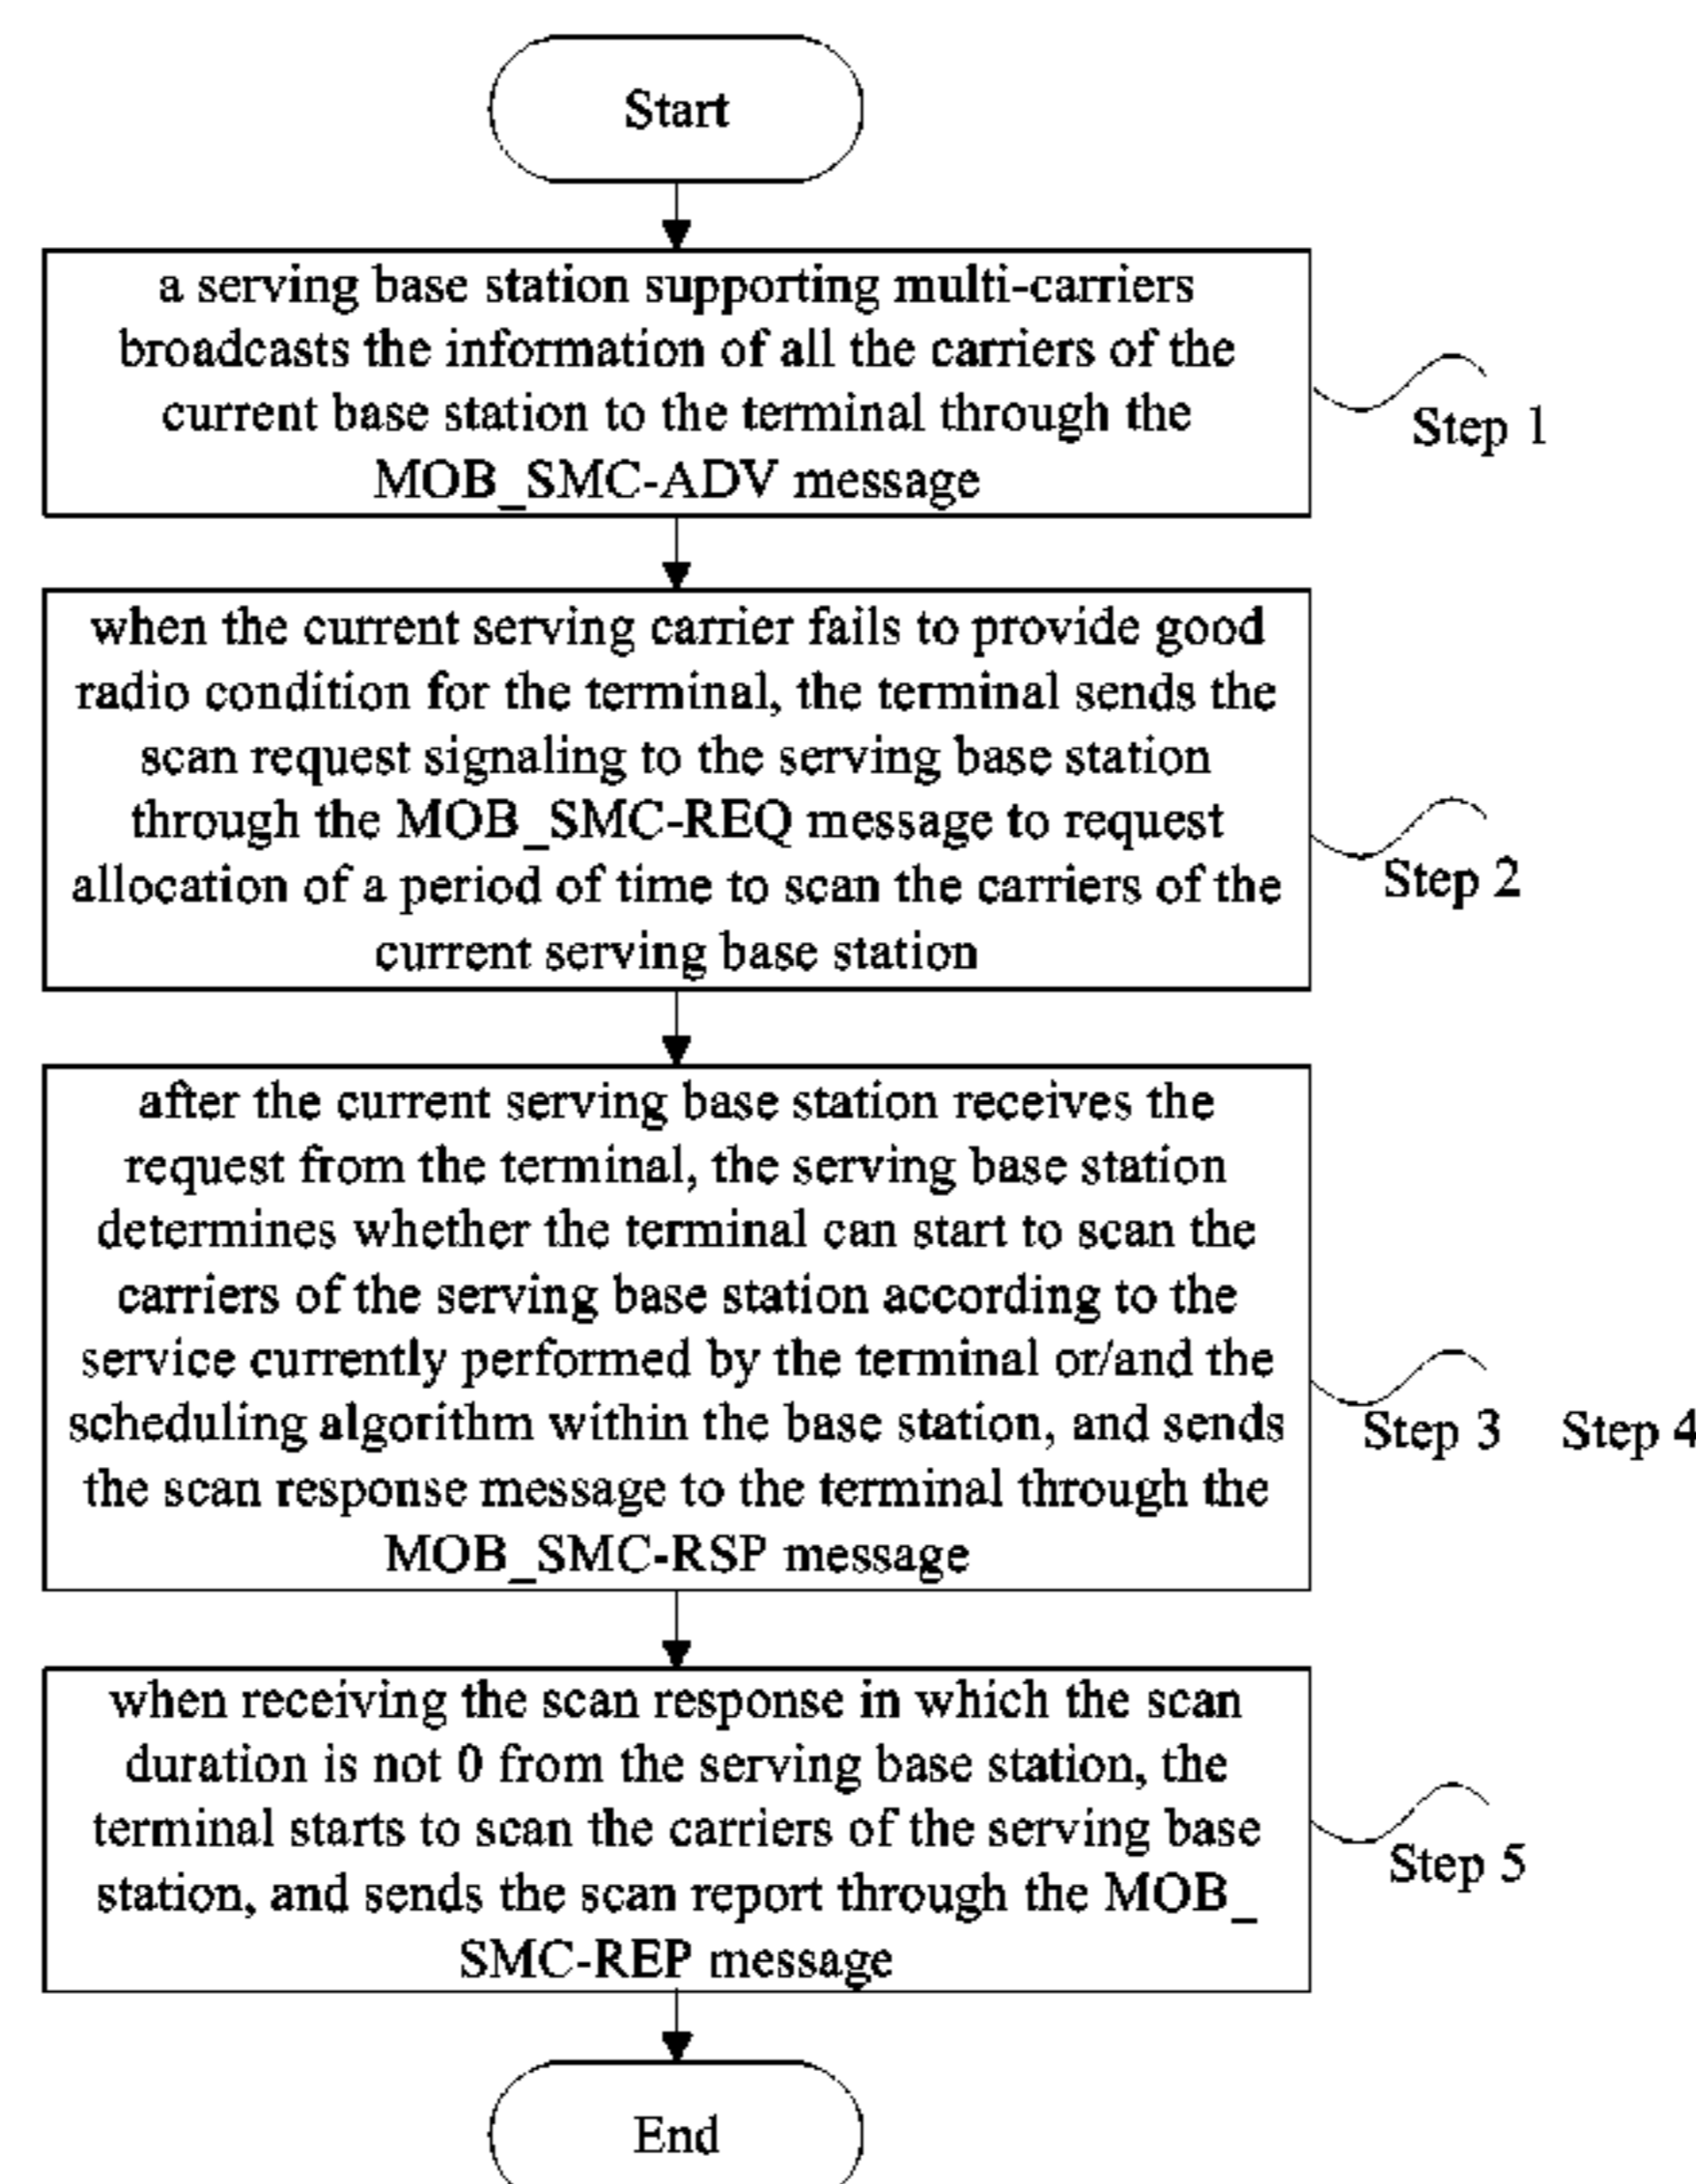 Start
a serving base station supporting multi-carriers
broadcasts the information of all the carriers of the
current base station to the terminal through the
MOB_SMC-ADV message
Step 1
when the current serving carrier fails to provide good
radio condition for the terminal, the terminal sends the
scan request signaling to the serving base station
through the MOB_SMC-REQ message to request
allocation of a period of time to scan the carriers of the
current serving base station
Step 2
after the current serving base station receives the
request from the terminal, the serving base station
determines whether the terminal can start to scan the
carriers of the serving base station according to the
service currently performed by the terminal or/and the
scheduling algorithm within the base station, and sends
the scan response message to the terminal through the
MOB_SMC-RSP message
Step 3 Step 4
when receiving the scan response in which the scan
duration is not 0 from the serving base station, the
terminal starts to scan the carriers of the serving base
station, and sends the scan report through the MOB_
SMC-REP message
Step 5
End